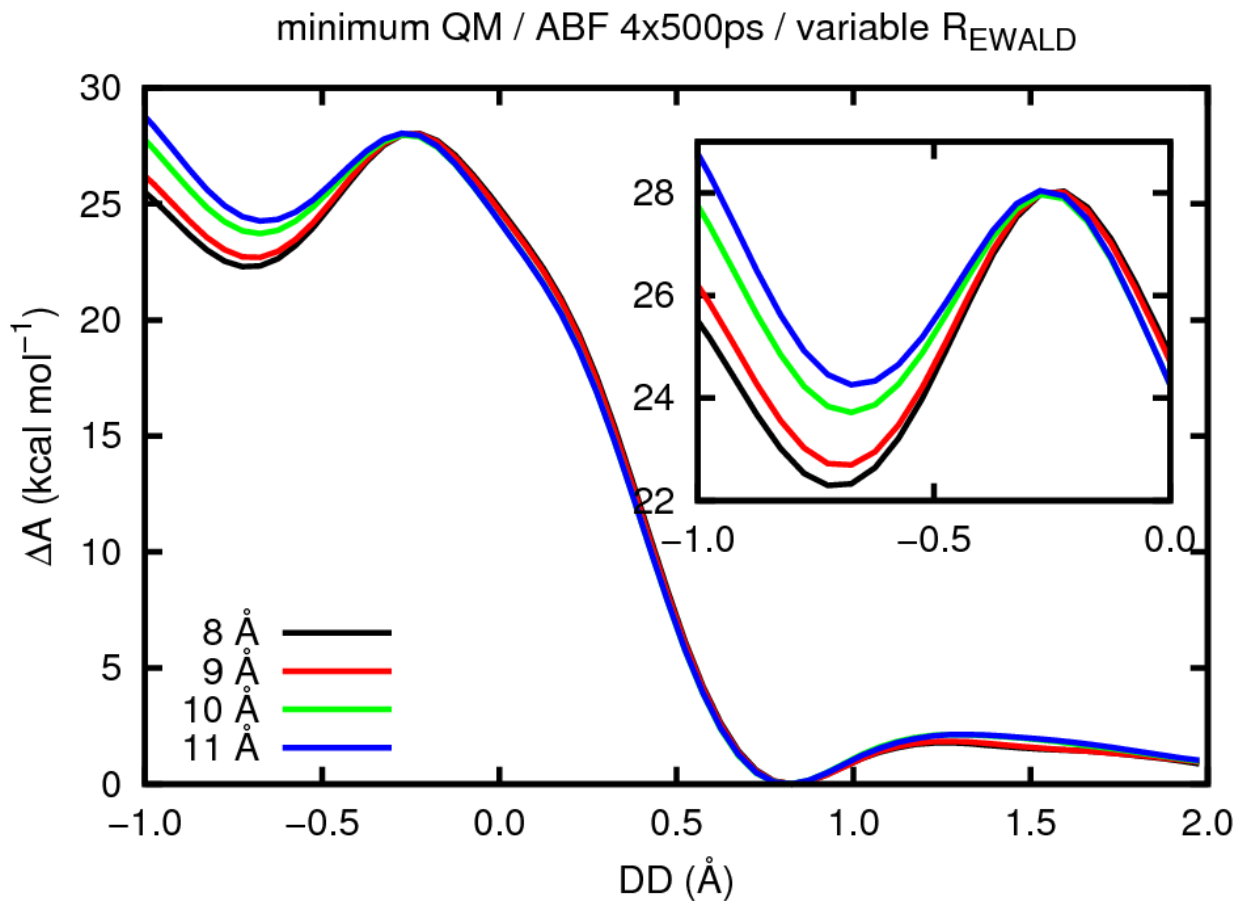 minimum QM / ABF 4x500ps / variable R_EWALD
ΔA (kcal mol⁻¹)
30
25
20
15
10
5
0
−1.0 −0.5 0.0 0.5 1.0 1.5 2.0
DD (Å)
8 Å
9 Å
10 Å
11 Å
28
26
24
22
−1.0 −0.5 0.0